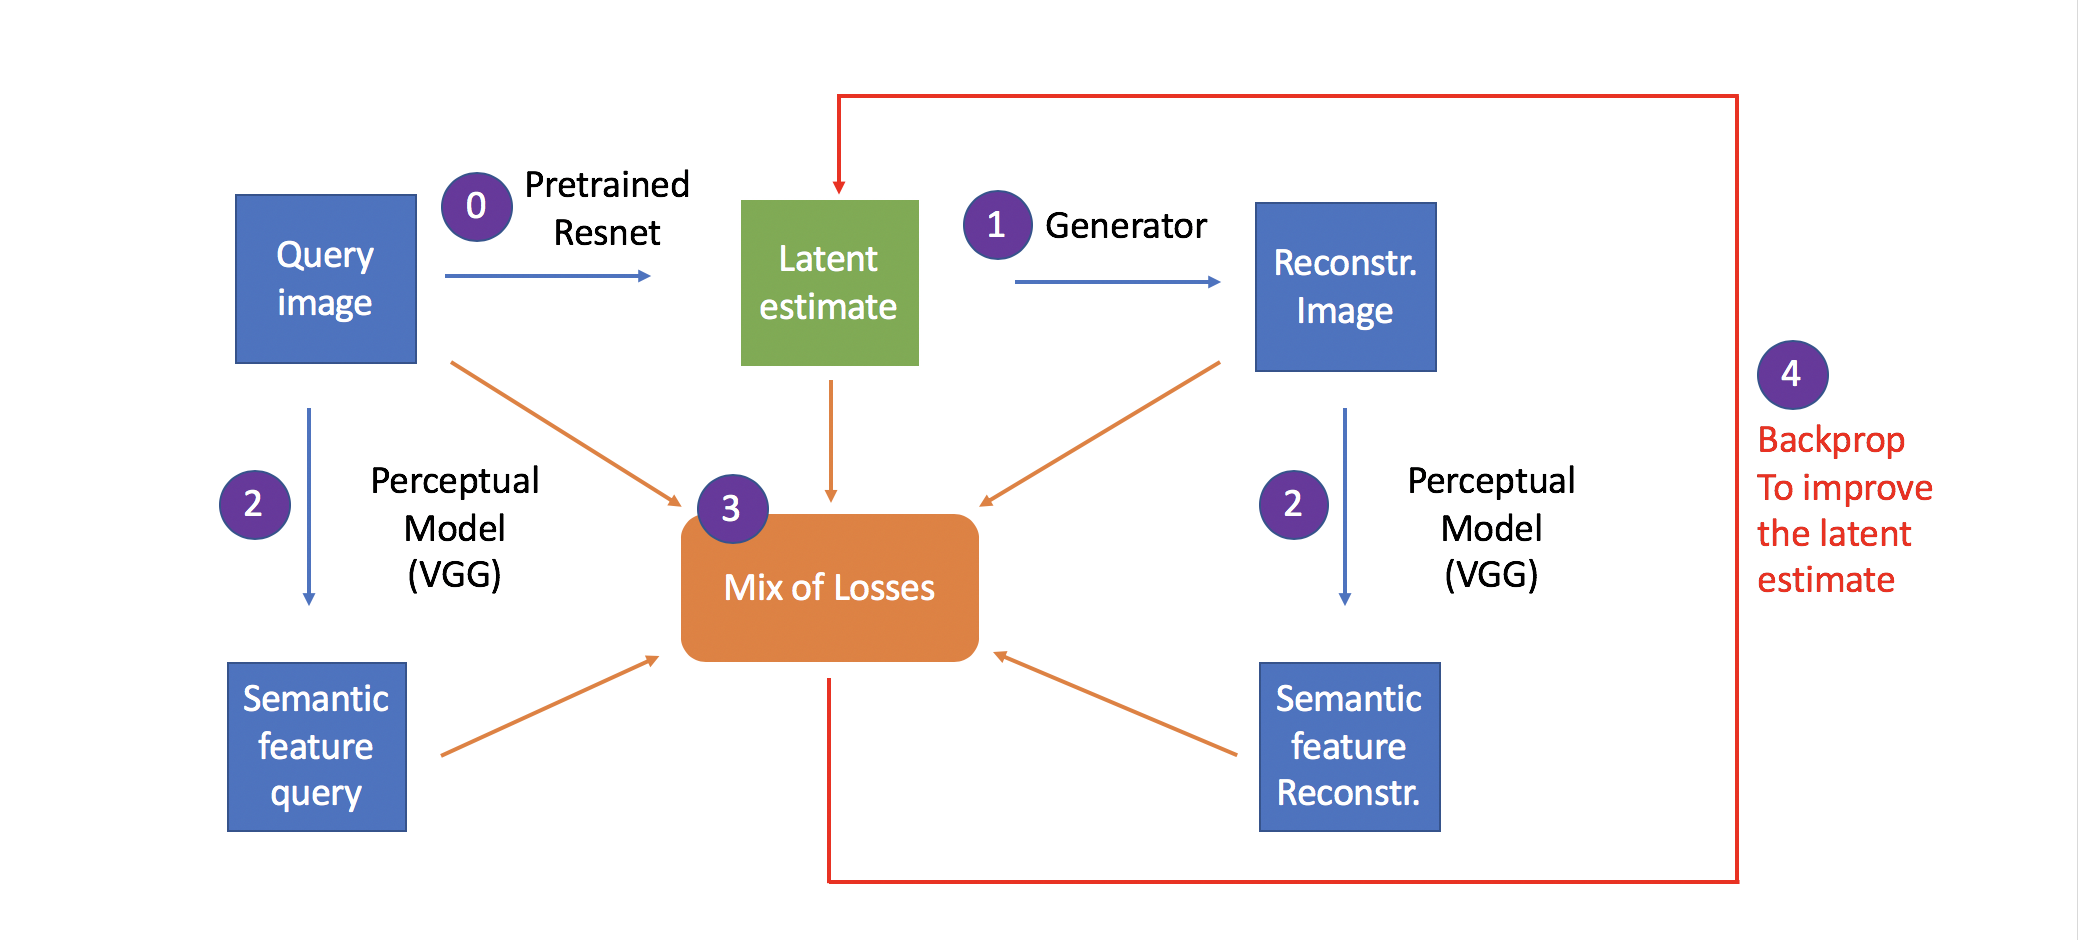 Query
image
0
Pretrained
Resnet
Latent
estimate
1
Generator
Reconstr.
Image
2
Perceptual
Model
(VGG)
3
Mix of Losses
2
Perceptual
Model
(VGG)
4
Backprop
To improve
the latent
estimate
Semantic
feature
query
Semantic
feature
Reconstr.